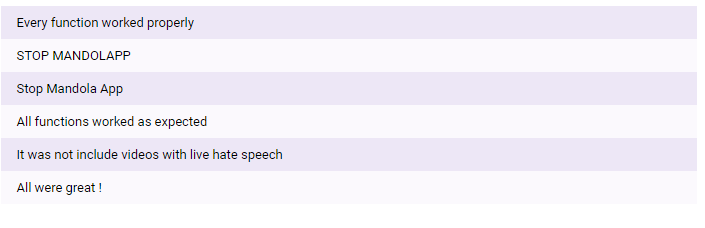 Every function worked properly
STOP MANDOLAPP
Stop Mandola App
All functions worked as expected
It was not include videos with live hate speech
All were great !